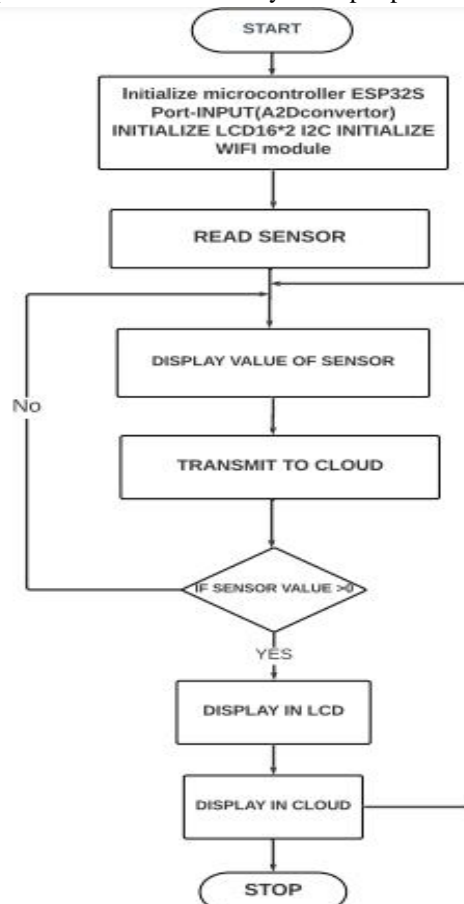 START
Initialize microcontroller ESP32S
Port-INPUT(A2Dconvertor)
INITIALIZE LCD16*2 I2C INITIALIZE
WIFI module
READ SENSOR
DISPLAY VALUE OF SENSOR
No
TRANSMIT TO CLOUD
IF SENSOR VALUE >0
YES
DISPLAY IN LCD
DISPLAY IN CLOUD
STOP